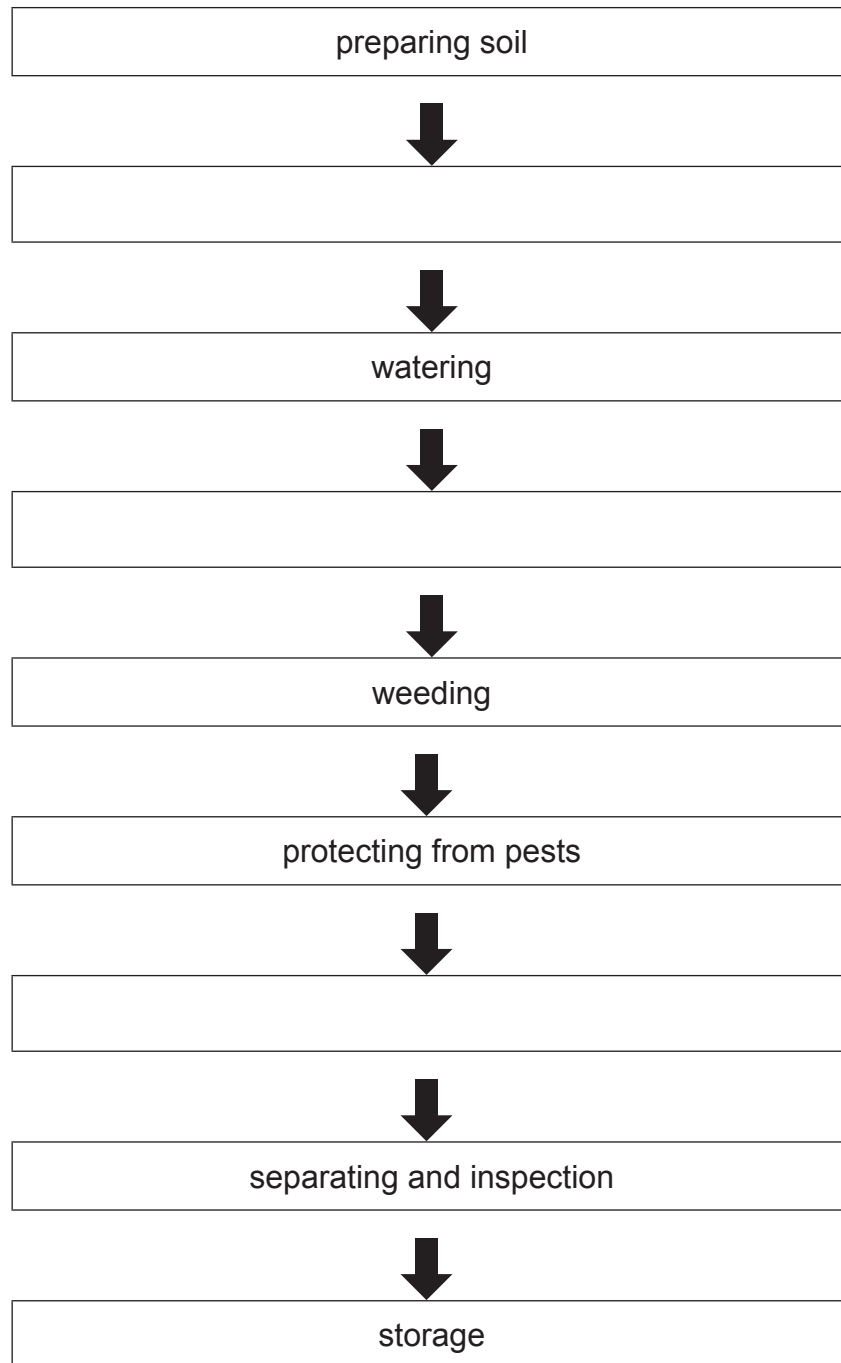 preparing soil
watering
weeding
protecting from pests
separating and inspection
storage